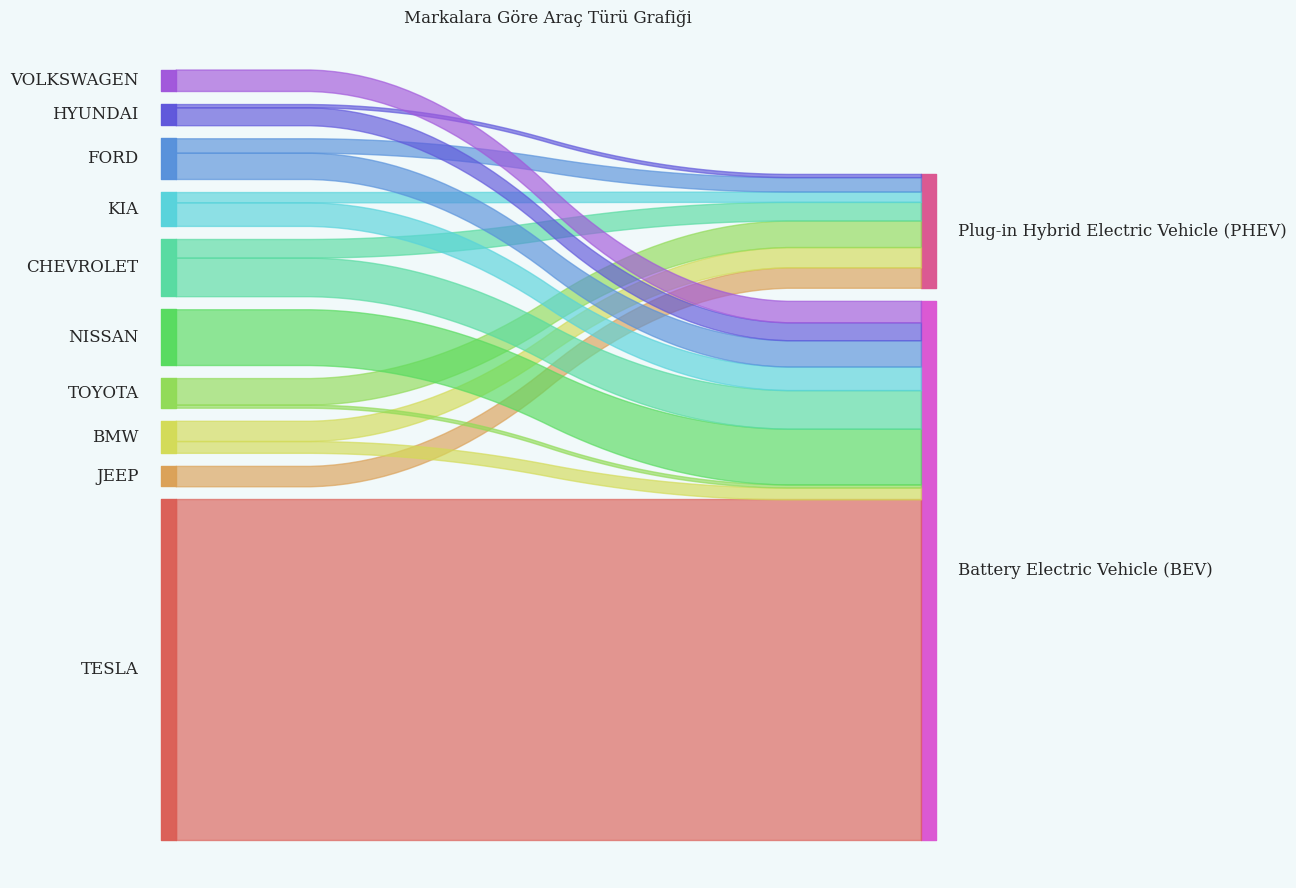 Markalara Göre Araç Türü Grafiği
VOLKSWAGEN
HYUNDAI
FORD
KIA
CHEVROLET
NISSAN
TOYOTA
BMW
JEEP
TESLA
Plug-in Hybrid Electric Vehicle (PHEV)
Battery Electric Vehicle (BEV)